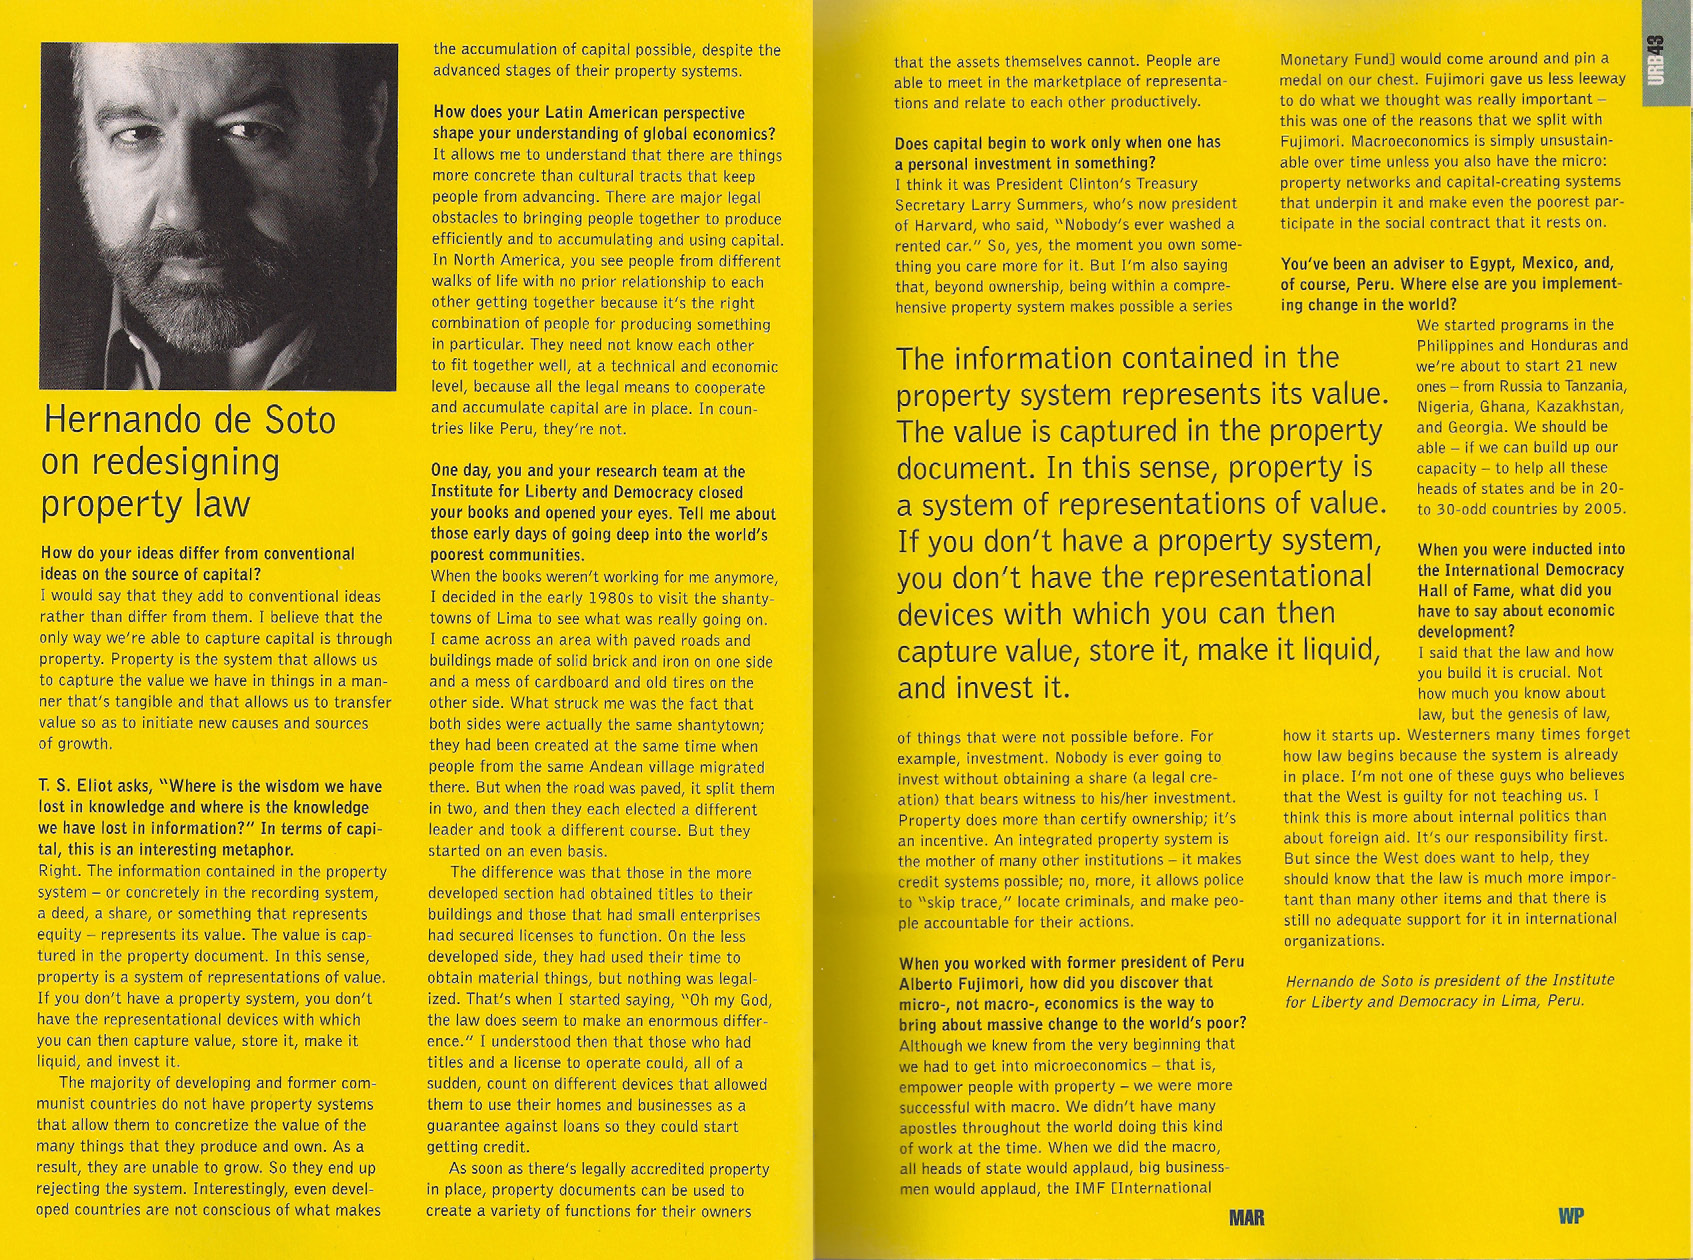 Hernando de Soto
on redesigning
property law
How do your ideas differ from conventional
ideas on the source of capital?
I would say that they add to conventional ideas
rather than differ from them. I believe that the
only way we're able to capture capital is through
property. Property is the system that allows us
to capture the value we have in things in a man-
ner that's tangible and that allows us to transfer
value so as to initiate new causes and sources
of growth.
T. S. Eliot asks, "Where is the wisdom we have
lost in knowledge and where is the knowledge
we have lost in information?" In terms of capi-
tal, this is an interesting metaphor.
Right. The information contained in the property
system – or concretely in the recording system,
a deed, a share, or something that represents
equity – represents its value. The value is cap-
tured in the property document. In this sense,
property is a system of representations of value.
If you don't have a property system, you don't
have the representational devices with which
you can then capture value, store it, make it
liquid, and invest it.
The majority of developing and former com-
munist countries do not have property systems
that allow them to concretize the value of the
many things that they produce and own. As a
result, they are unable to grow. So they end up
rejecting the system. Interestingly, even devel-
oped countries are not conscious of what makes
the accumulation of capital possible, despite the
advanced stages of their property systems.
How does your Latin American perspective
shape your understanding of global economics?
It allows me to understand that there are things
more concrete than cultural tracts that keep
people from advancing. There are major legal
obstacles to bringing people together to produce
efficiently and to accumulating and using capital.
In North America, you see people from different
walks of life with no prior relationship to each
other getting together because it's the right
combination of people for producing something
in particular. They need not know each other
to fit together well, at a technical and economic
level, because all the legal means to cooperate
and accumulate capital are in place. In coun-
tries like Peru, they're not.
One day, you and your research team at the
Institute for Liberty and Democracy closed
your books and opened your eyes. Tell me about
those early days of going deep into the world's
poorest communities.
When the books weren't working for me anymore,
I decided in the early 1980s to visit the shanty-
towns of Lima to see what was really going on.
I came across an area with paved roads and
buildings made of solid brick and iron on one side
and a mess of cardboard and old tires on the
other side. What struck me was the fact that
both sides were actually the same shantytown;
they had been created at the same time when
people from the same Andean village migrated
there. But when the road was paved, it split them
in two, and then they each elected a different
leader and took a different course. But they
started on an even basis.
The difference was that those in the more
developed section had obtained titles to their
buildings and those that had small enterprises
had secured licenses to function. On the less
developed side, they had used their time to
obtain material things, but nothing was legal-
ized. That's when I started saying, "Oh my God,
the law does seem to make an enormous differ-
ence." I understood then that those who had
titles and a license to operate could, all of a
sudden, count on different devices that allowed
them to use their homes and businesses as a
guarantee against loans so they could start
getting credit.
As soon as there's legally accredited property
in place, property documents can be used to
create a variety of functions for their owners
that the assets themselves cannot. People are
able to meet in the marketplace of representa-
tions and relate to each other productively.
Does capital begin to work only when one has
a personal investment in something?
I think it was President Clinton's Treasury
Secretary Larry Summers, who's now president
of Harvard, who said, "Nobody's ever washed a
rented car." So, yes, the moment you own some-
thing you care more for it. But I'm also saying
that, beyond ownership, being within a compre-
hensive property system makes possible a series
The information contained in the
property system represents its value.
The value is captured in the property
document. In this sense, property is
a system of representations of value.
If you don't have a property system,
you don't have the representational
devices with which you can then
capture value, store it, make it liquid,
and invest it.
of things that were not possible before. For
example, investment. Nobody is ever going to
invest without obtaining a share (a legal cre-
ation) that bears witness to his/her investment.
Property does more than certify ownership; it's
an incentive. An integrated property system is
the mother of many other institutions – it makes
credit systems possible; no, more, it allows police
to "skip trace," locate criminals, and make peo-
ple accountable for their actions.
When you worked with former president of Peru
Alberto Fujimori, how did you discover that
micro-, not macro-, economics is the way to
bring about massive change to the world's poor?
Although we knew from the very beginning that
we had to get into microeconomics – that is,
empower people with property – we were more
successful with macro. We didn't have many
apostles throughout the world doing this kind
of work at the time. When we did the macro,
all heads of state would applaud, big business-
men would applaud, the IMF [International
Monetary Fund] would come around and pin a
medal on our chest. Fujimori gave us less leeway
to do what we thought was really important –
this was one of the reasons that we split with
Fujimori. Macroeconomics is simply unsustain-
able over time unless you also have the micro:
property networks and capital-creating systems
that underpin it and make even the poorest par-
ticipate in the social contract that it rests on.
You've been an adviser to Egypt, Mexico, and,
of course, Peru. Where else are you implement-
ing change in the world?
We started programs in the
Philippines and Honduras and
we're about to start 21 new
ones – from Russia to Tanzania,
Nigeria, Ghana, Kazakhstan,
and Georgia. We should be
able – if we can build up our
capacity – to help all these
heads of states and be in 20-
to 30-odd countries by 2005.
When you were inducted into
the International Democracy
Hall of Fame, what did you
have to say about economic
development?
I said that the law and how
you build it is crucial. Not
how much you know about
law, but the genesis of law,
how it starts up. Westerners many times forget
how law begins because the system is already
in place. I'm not one of these guys who believes
that the West is guilty for not teaching us. I
think this is more about internal politics than
about foreign aid. It's our responsibility first.
But since the West does want to help, they
should know that the law is much more impor-
tant than many other items and that there is
still no adequate support for it in international
organizations.
Hernando de Soto is president of the Institute
for Liberty and Democracy in Lima, Peru.
URB43
MAR
WP